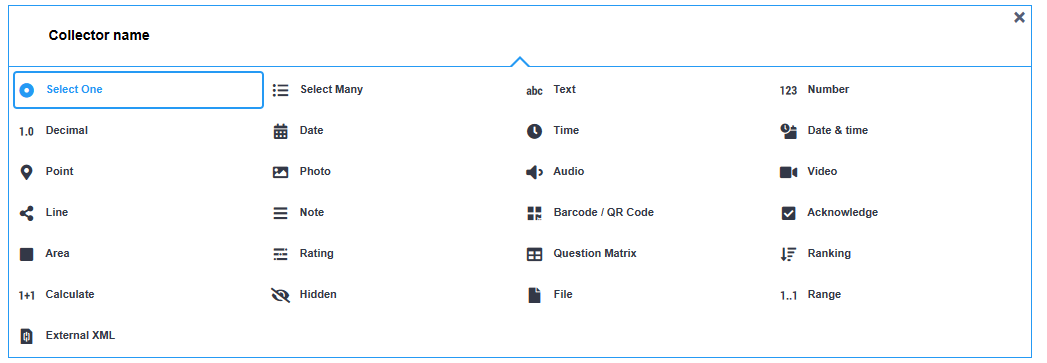 Collector name
Select One
Select Many
abc Text
123 Number
1.0 Decimal
Date
Time
Date & time
Point
Photo
Audio
Video
Line
Note
Barcode / QR Code
Acknowledge
Area
Rating
Question Matrix
Ranking
1+1 Calculate
Hidden
File
1..1 Range
External XML